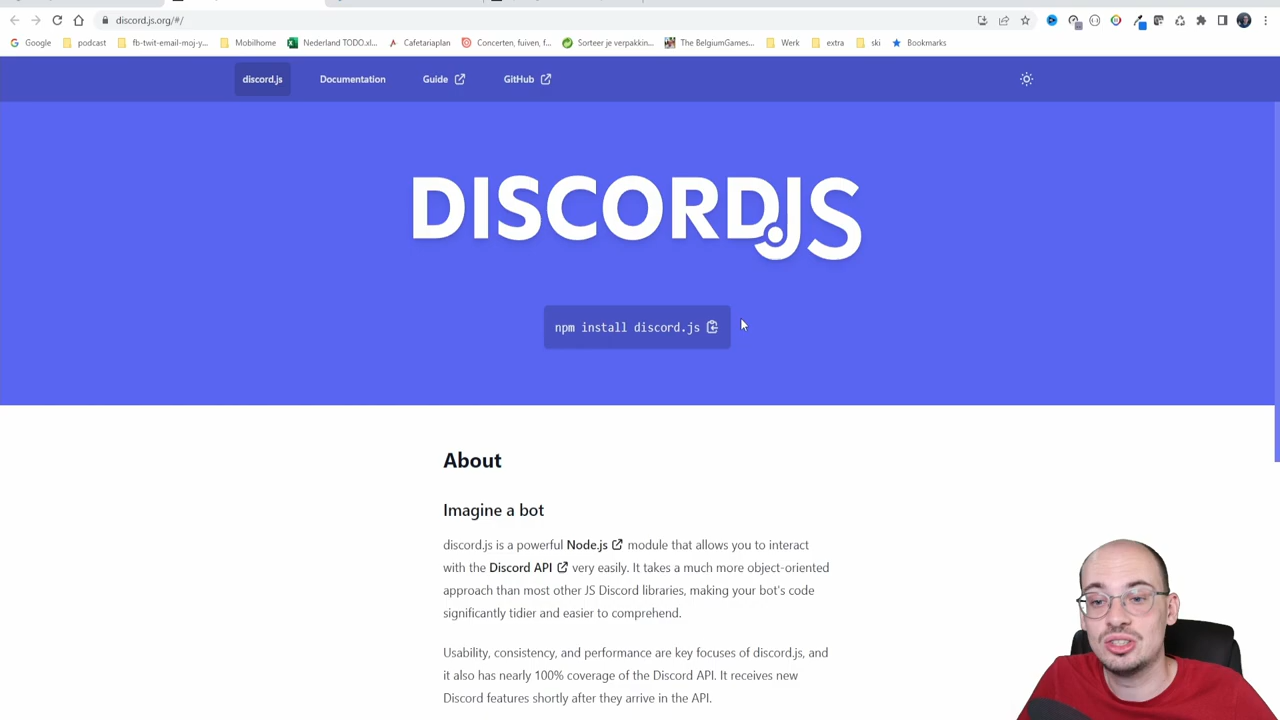 discord.js.org/#/
Google podcast fb-twit-email-moj-y... Mobilhome Nederland TODO.xl... Cafetariaplan Concerten, fuiven, f... Sorteer je verpakkin... The BelgiumGames... Werk extra ski Bookmarks
discord.js Documentation Guide GitHub
DISCORD.JS
npm install discord.js
About
Imagine a bot
discord.js is a powerful Node.js module that allows you to interact
with the Discord API very easily. It takes a much more object-oriented
approach than most other JS Discord libraries, making your bot's code
significantly tidier and easier to comprehend.
Usability, consistency, and performance are key focuses of discord.js, and
it also has nearly 100% coverage of the Discord API. It receives new
Discord features shortly after they arrive in the API.